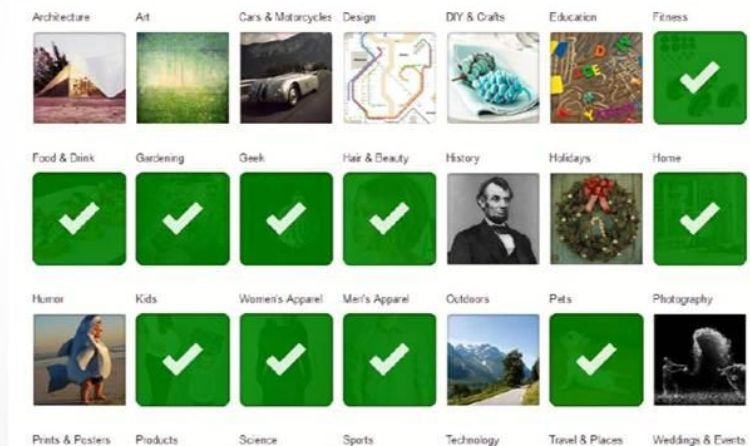 Architecture Art Cars & Motorcycles Design DIY & Crafts Education Fitness
Food & Drink Gardening Geek Hair & Beauty History Holidays Home
Humor Kids Women's Apparel Men's Apparel Outdoors Pets Photography
Prints & Posters Products Science Sports Technology Travel & Places Weddings & Events